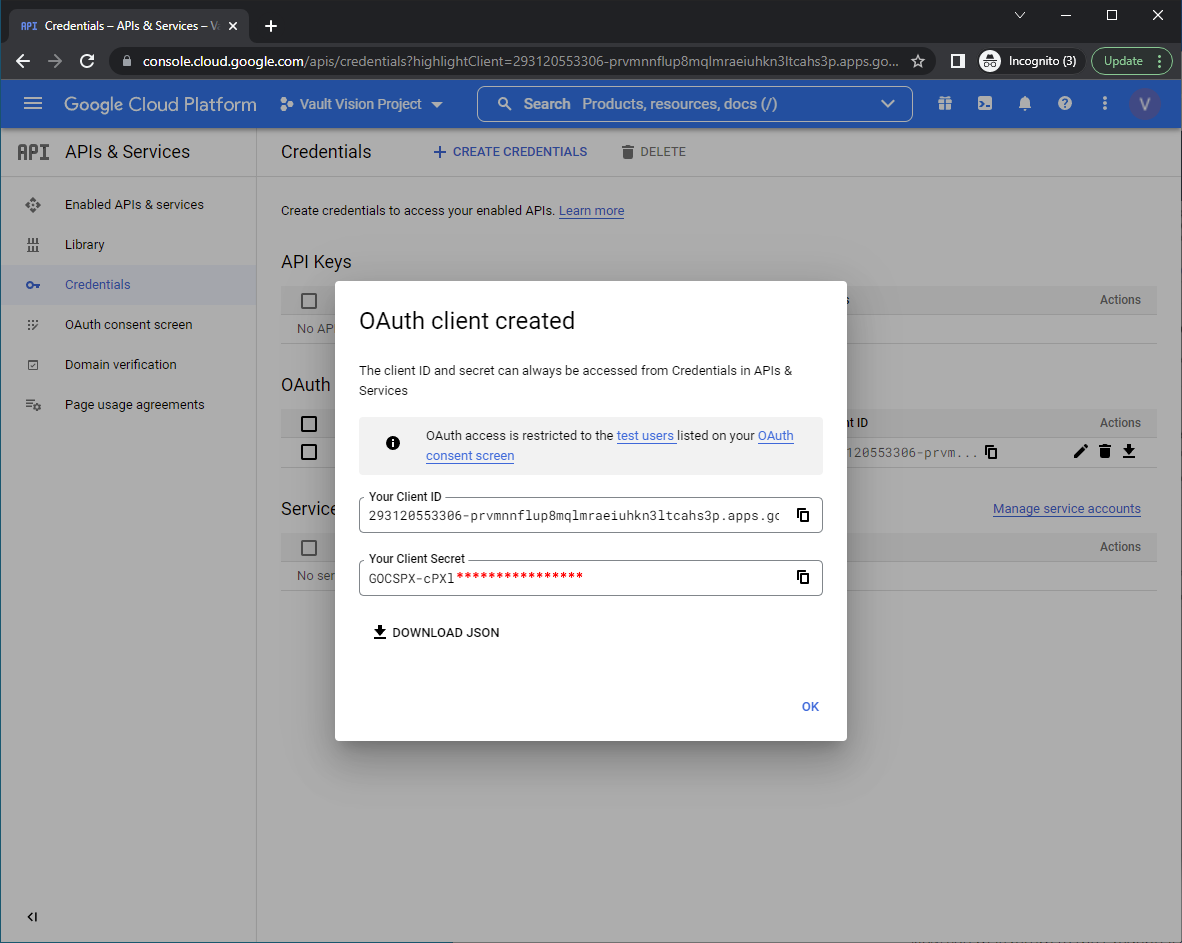 API Credentials – APIs & Services – V
console.cloud.google.com/apis/credentials?highlightClient=293120553306-prvmnnflup8mqlmraeiuhkn3ltcahs3p.apps.go...
Incognito (3)
Update
Google Cloud Platform
Vault Vision Project
Search Products, resources, docs (/)
V
API APIs & Services
Credentials
CREATE CREDENTIALS
DELETE
Enabled APIs & services
Library
Credentials
OAuth consent screen
Domain verification
Page usage agreements
Create credentials to access your enabled APIs. Learn more
API Keys
Actions
No AP
OAuth
t ID
Actions
120553306-prvm...
Service
Manage service accounts
Actions
No ser
OAuth client created
The client ID and secret can always be accessed from Credentials in APIs &
Services
OAuth access is restricted to the test users listed on your OAuth
consent screen
Your Client ID
293120553306-prvmnnflup8mqlmraeiuhkn3ltcahs3p.apps.gc
Your Client Secret
GOCSPX-cPXl****************
DOWNLOAD JSON
OK